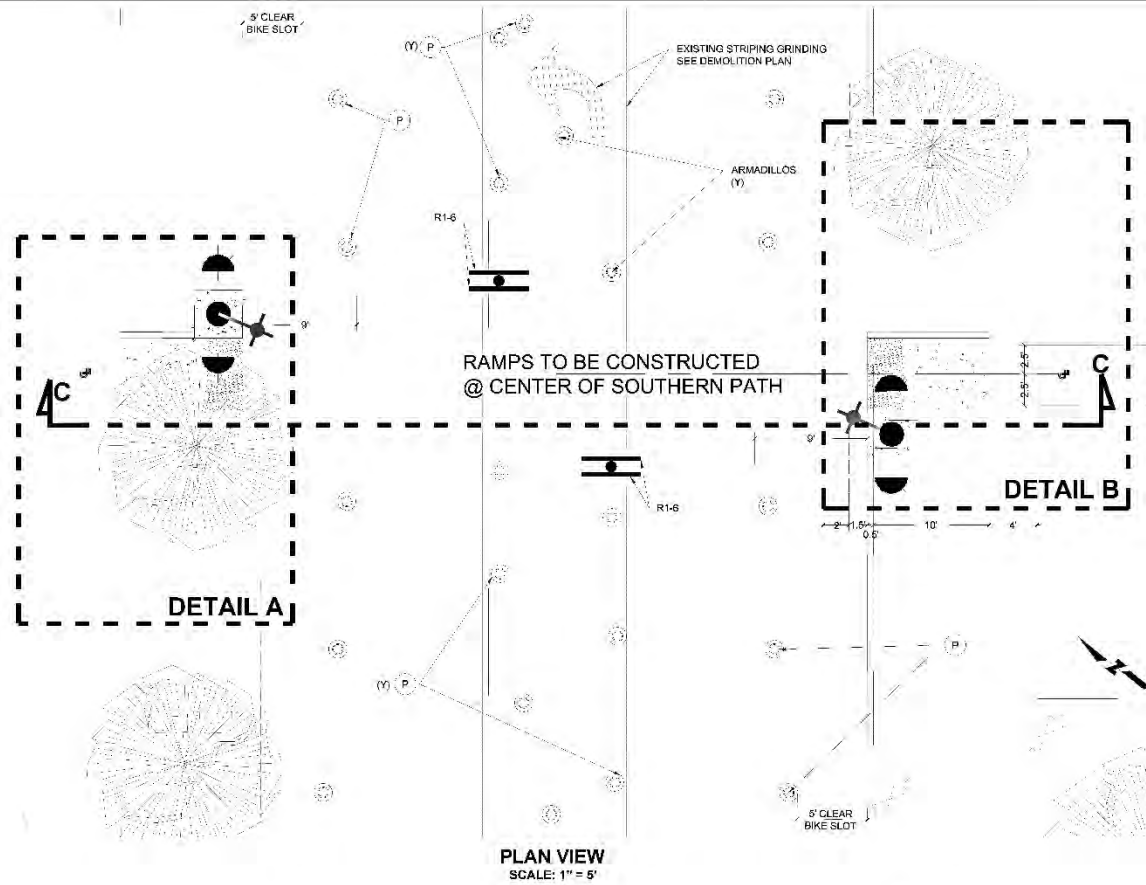 5' CLEAR
BIKE SLOT
(Y) P
EXISTING STRIPING GRINDING
SEE DEMOLITION PLAN
P
ARMADILLOS
(Y)
R1-6
9'
RAMPS TO BE CONSTRUCTED
@ CENTER OF SOUTHERN PATH
2.5'
2.5'
C
C
9'
R1-6
DETAIL B
2'
1.5'
0.5'
10'
4'
DETAIL A
P
(Y) P
Z
5' CLEAR
BIKE SLOT
PLAN VIEW
SCALE: 1" = 5'